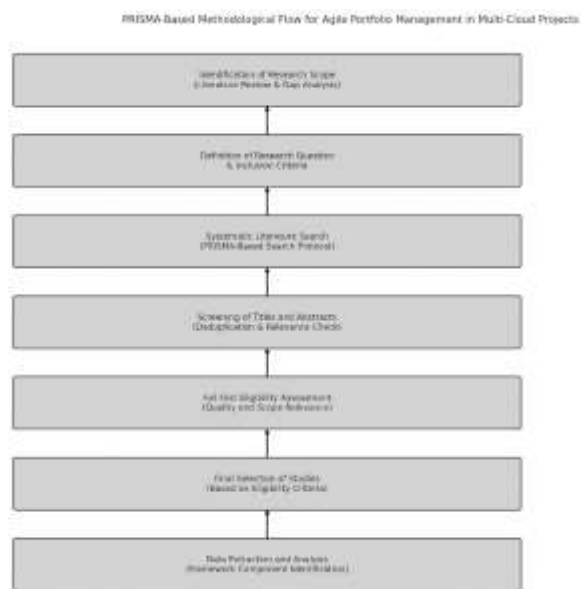 PRISMA-Based Methodological Flow for Agile Portfolio Management in Multi-Cloud Projects
Identification of Research Scope
(Literature Review & Gap Analysis)
Definition of Research Question
& Inclusion Criteria
Systematic Literature Search
(PRISMA-Based Search Protocol)
Screening of Titles and Abstracts
(Deduplication & Relevance Check)
Full-Text Eligibility Assessment
(Quality and Scope Relevance)
Final Selection of Studies
(Based on Eligibility Criteria)
Data Extraction and Analysis
(Framework Component Identification)